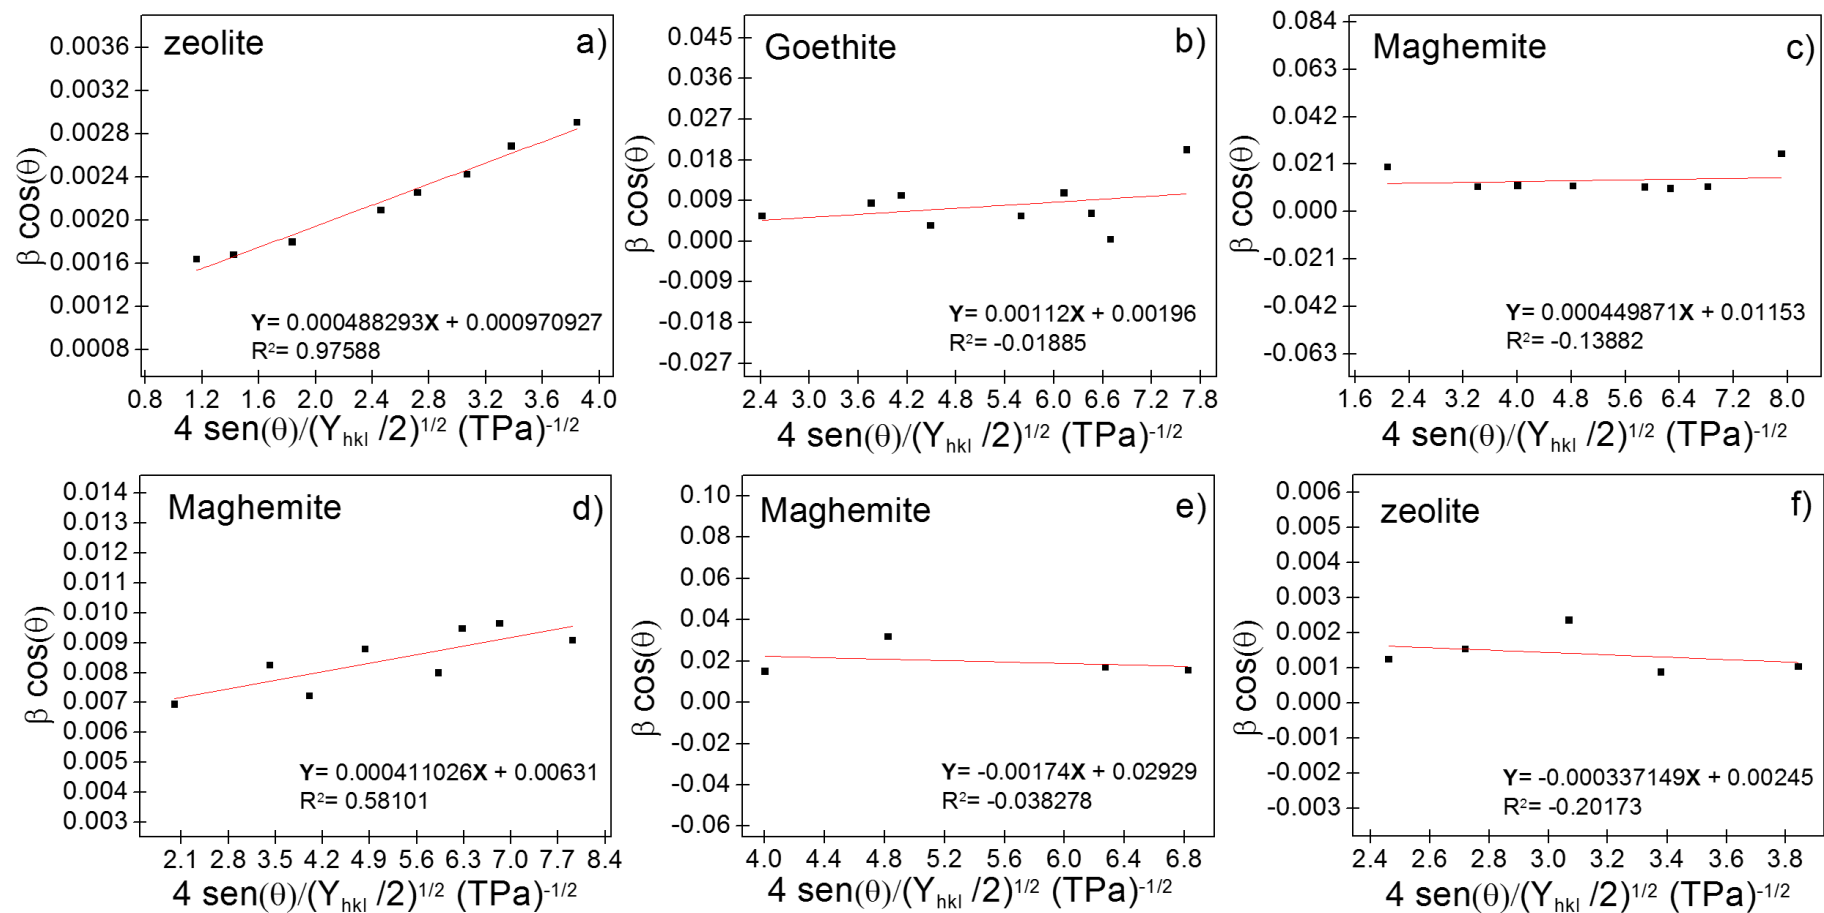 zeolite a)
0.0036
0.0032
0.0028
0.0024
0.0020
0.0016
0.0012
0.0008
β cos(θ)
Y= 0.000488293X + 0.000970927
R²= 0.97588
0.8 1.2 1.6 2.0 2.4 2.8 3.2 3.6 4.0
4 sen(θ)/(Yhkl /2)1/2 (TPa)-1/2
Goethite b)
0.045
0.036
0.027
0.018
0.009
0.000
-0.009
-0.018
-0.027
β cos(θ)
Y= 0.00112X + 0.00196
R²= -0.01885
2.4 3.0 3.6 4.2 4.8 5.4 6.0 6.6 7.2 7.8
4 sen(θ)/(Yhkl /2)1/2 (TPa)-1/2
Maghemite c)
0.084
0.063
0.042
0.021
0.000
-0.021
-0.042
-0.063
β cos(θ)
Y= 0.000449871X + 0.01153
R²= -0.13882
1.6 2.4 3.2 4.0 4.8 5.6 6.4 7.2 8.0
4 sen(θ)/(Yhkl /2)1/2 (TPa)-1/2
Maghemite d)
0.014
0.013
0.012
0.011
0.010
0.009
0.008
0.007
0.006
0.005
0.004
0.003
β cos(θ)
Y= 0.000411026X + 0.00631
R²= 0.58101
2.1 2.8 3.5 4.2 4.9 5.6 6.3 7.0 7.7 8.4
4 sen(θ)/(Yhkl /2)1/2 (TPa)-1/2
Maghemite e)
0.10
0.08
0.06
0.04
0.02
0.00
-0.02
-0.04
-0.06
β cos(θ)
Y= -0.00174X + 0.02929
R²= -0.038278
4.0 4.4 4.8 5.2 5.6 6.0 6.4 6.8
4 sen(θ)/(Yhkl /2)1/2 (TPa)-1/2
zeolite f)
0.006
0.005
0.004
0.003
0.002
0.001
0.000
-0.001
-0.002
-0.003
β cos(θ)
Y= -0.000337149X + 0.00245
R²= -0.20173
2.4 2.6 2.8 3.0 3.2 3.4 3.6 3.8
4 sen(θ)/(Yhkl /2)1/2 (TPa)-1/2